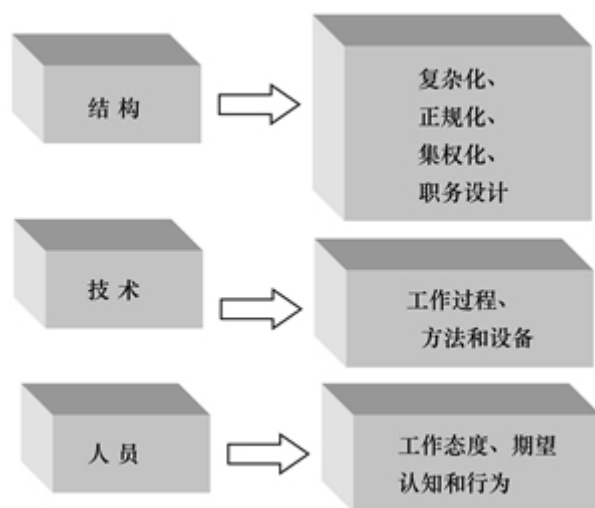 结构
复杂化、
正规化、
集权化、
职务设计
技术
工作过程、
方法和设备
人员
工作态度、期望
认知和行为